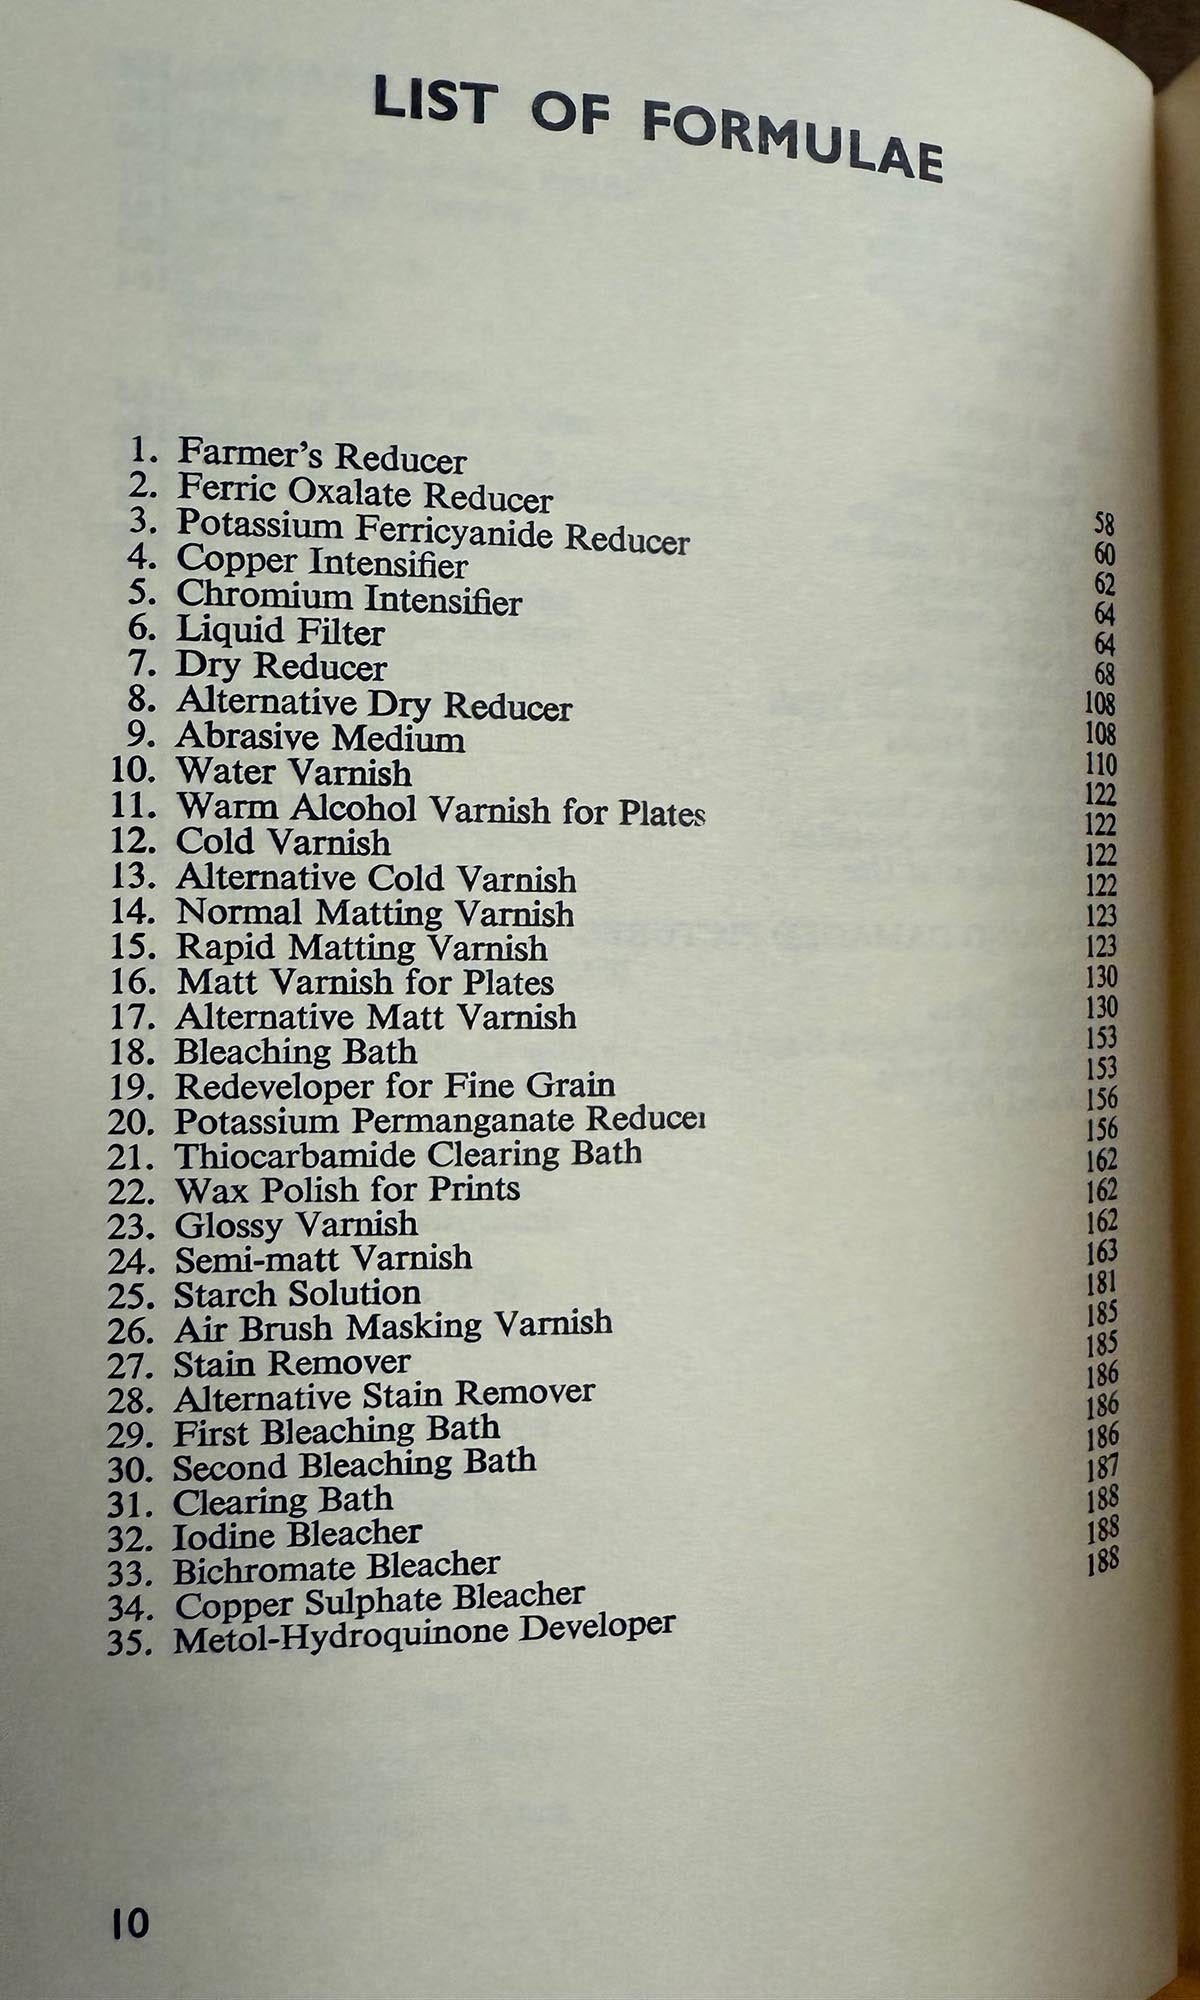 LIST OF FORMULAE
1. Farmer's Reducer 58
2. Ferric Oxalate Reducer 60
3. Potassium Ferricyanide Reducer 62
4. Copper Intensifier 64
5. Chromium Intensifier 64
6. Liquid Filter 68
7. Dry Reducer 108
8. Alternative Dry Reducer 108
9. Abrasive Medium 110
10. Water Varnish 122
11. Warm Alcohol Varnish for Plates 122
12. Cold Varnish 122
13. Alternative Cold Varnish 122
14. Normal Matting Varnish 123
15. Rapid Matting Varnish 123
16. Matt Varnish for Plates 130
17. Alternative Matt Varnish 130
18. Bleaching Bath 153
19. Redeveloper for Fine Grain 153
20. Potassium Permanganate Reducer 156
21. Thiocarbamide Clearing Bath 156
22. Wax Polish for Prints 162
23. Glossy Varnish 162
24. Semi-matt Varnish 162
25. Starch Solution 163
26. Air Brush Masking Varnish 181
27. Stain Remover 185
28. Alternative Stain Remover 185
29. First Bleaching Bath 186
30. Second Bleaching Bath 186
31. Clearing Bath 186
32. Iodine Bleacher 187
33. Bichromate Bleacher 188
34. Copper Sulphate Bleacher 188
35. Metol-Hydroquinone Developer 188
10